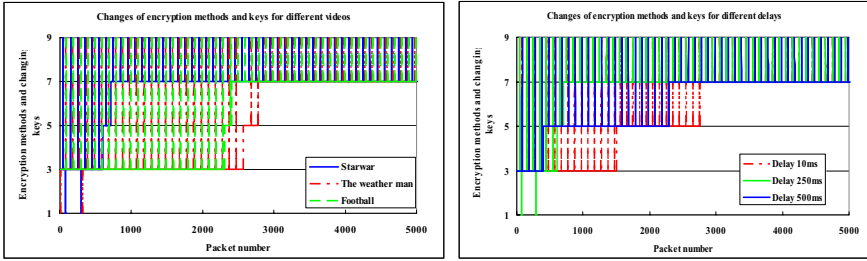 Changes of encryption methods and keys for different videos
Encryption methods and changing
keys
9
7
5
3
1
0
1000
2000
3000
4000
5000
Packet number
Starwar
The weather man
Football
Changes of encryption methods and keys for different delays
Encryption methods and changing
keys
9
7
5
3
1
0
1000
2000
3000
4000
5000
Packet number
Delay 10ms
Delay 250ms
Delay 500ms